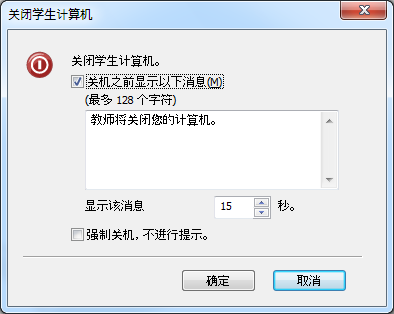 关闭学生计算机
关闭学生计算机。
关机之前显示以下消息(M)
(最多 128 个字符)
教师将关闭您的计算机。
显示该消息 15 秒。
强制关机，不进行提示。
确定 取消